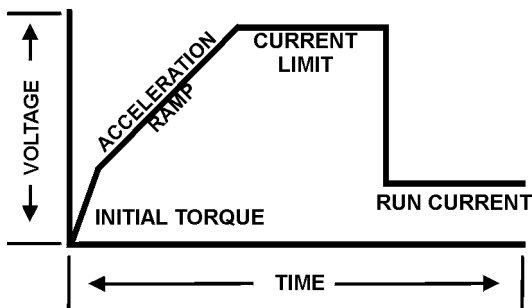 VOLTAGE
ACCELERATION
RAMP
CURRENT
LIMIT
INITIAL TORQUE
RUN CURRENT
TIME